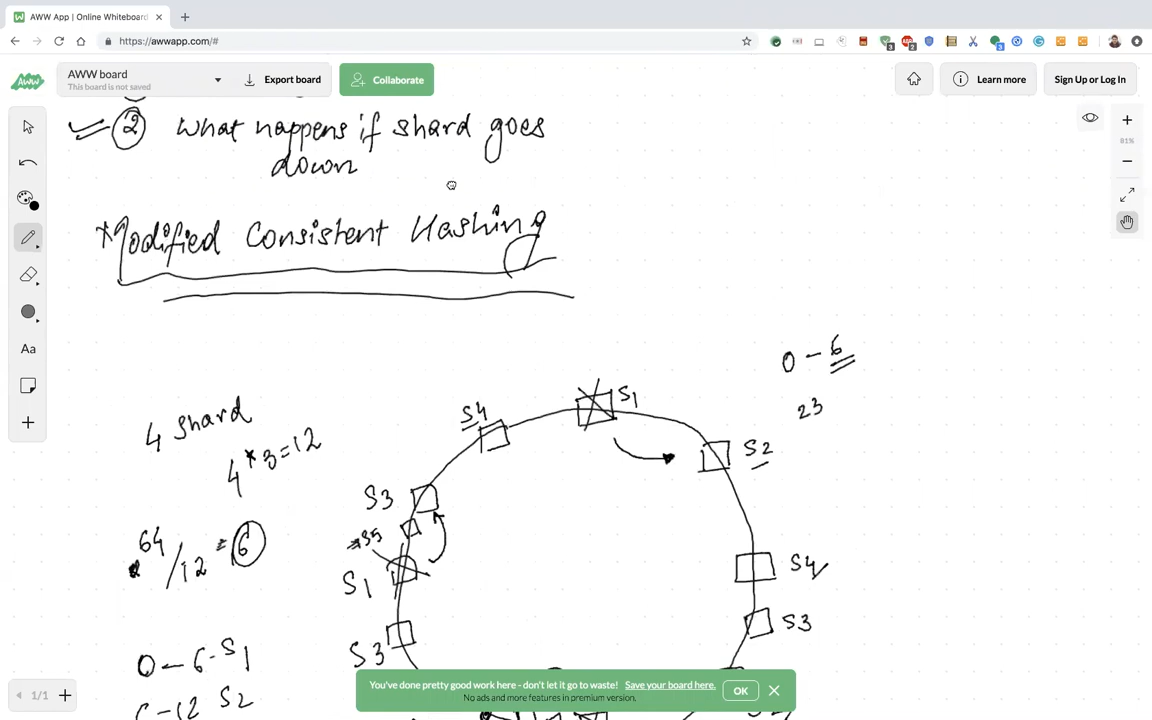 AWW App | Online Whiteboard
https://awwapp.com/#
AWW board
This board is not saved
Export board
Collaborate
Learn more
Sign Up or Log In
81%
2 What happens if shard goes
down
*Modified Consistent Hashing
0 - 6
23
4 shard
4 * 3 = 12
64/12 = 6
0 - 6 - S1
6-12 S2
S4
S1
S2
S3
S5
S1
S3
S4
S3
Aa
You've done pretty good work here - don't let it go to waste! Save your board here.
No ads and more features in premium version.
OK
1/1